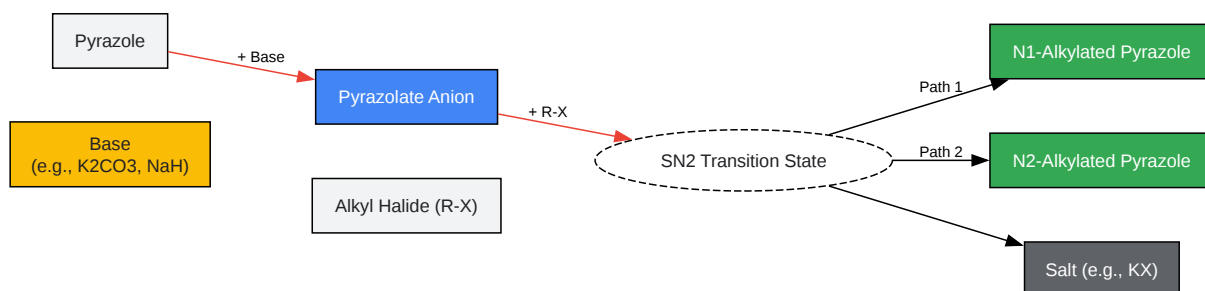 Pyrazole
+ Base
Pyrazolate Anion
Base
(e.g., K2CO3, NaH)
+ R-X
Alkyl Halide (R-X)
SN2 Transition State
Path 1
N1-Alkylated Pyrazole
Path 2
N2-Alkylated Pyrazole
Salt (e.g., KX)